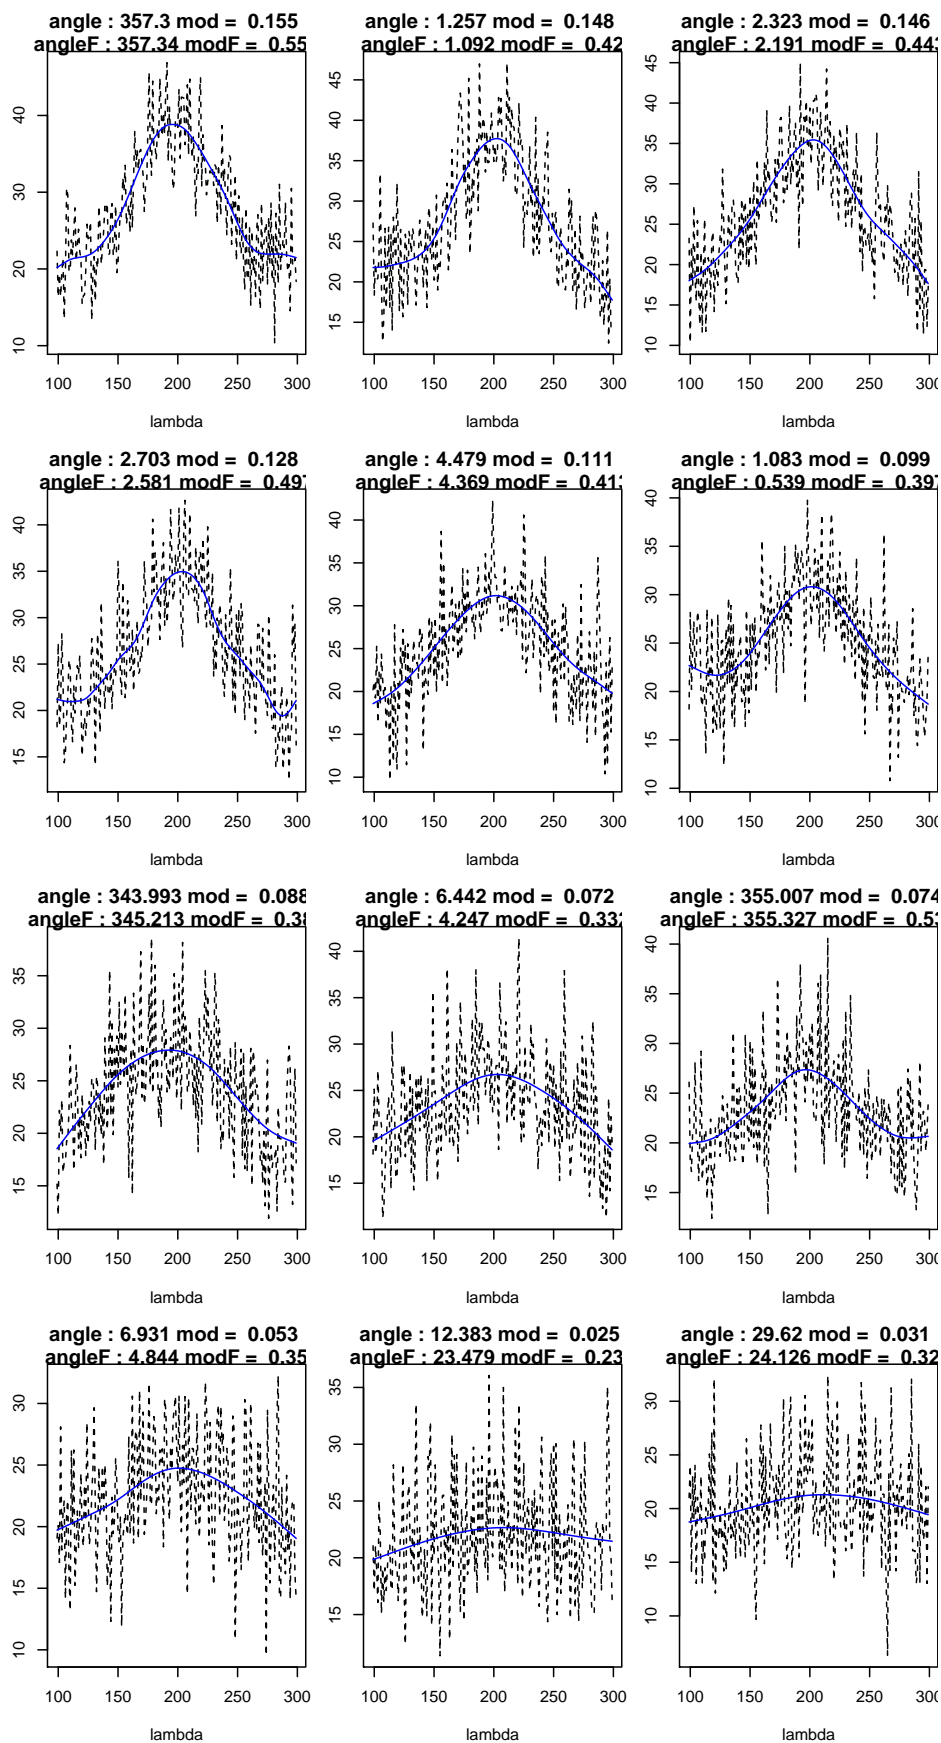 angle : 357.3 mod = 0.155
angleF : 357.34 modF = 0.55
40
30
20
10
100 150 200 250 300
lambda
angle : 1.257 mod = 0.148
angleF : 1.092 modF = 0.42
45
40
35
30
25
20
15
100 150 200 250 300
lambda
angle : 2.323 mod = 0.146
angleF : 2.191 modF = 0.443
45
40
35
30
25
20
15
10
100 150 200 250 300
lambda
angle : 2.703 mod = 0.128
angleF : 2.581 modF = 0.497
40
35
30
25
20
15
100 150 200 250 300
lambda
angle : 4.479 mod = 0.111
angleF : 4.369 modF = 0.41
40
35
30
25
20
15
10
100 150 200 250 300
lambda
angle : 1.083 mod = 0.099
angleF : 0.539 modF = 0.397
40
35
30
25
20
15
10
100 150 200 250 300
lambda
angle : 343.993 mod = 0.088
angleF : 345.213 modF = 0.38
35
30
25
20
15
100 150 200 250 300
lambda
angle : 6.442 mod = 0.072
angleF : 4.247 modF = 0.332
40
35
30
25
20
15
100 150 200 250 300
lambda
angle : 355.007 mod = 0.074
angleF : 355.327 modF = 0.53
40
35
30
25
20
15
100 150 200 250 300
lambda
angle : 6.931 mod = 0.053
angleF : 4.844 modF = 0.35
30
25
20
15
10
100 150 200 250 300
lambda
angle : 12.383 mod = 0.025
angleF : 23.479 modF = 0.23
35
30
25
20
15
100 150 200 250 300
lambda
angle : 29.62 mod = 0.031
angleF : 24.126 modF = 0.32
30
25
20
15
10
100 150 200 250 300
lambda